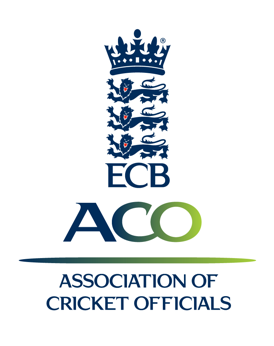 ®
ECB
ACO
ASSOCIATION OF
CRICKET OFFICIALS